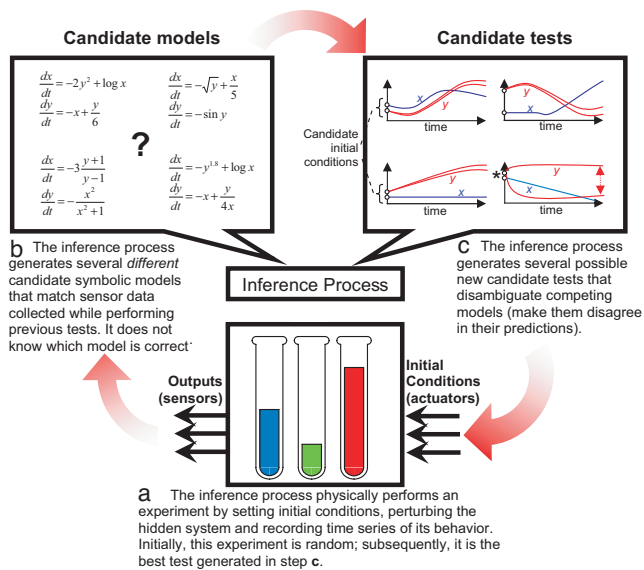 Candidate models
Candidate tests
dx/dt = -2y² + log x
dy/dt = -x + y/6
dx/dt = -√y + x/5
dy/dt = -sin y
?
dx/dt = -3 y+1/y-1
dy/dt = - x²/x²+1
dx/dt = -y^1.8 + log x
dy/dt = -x + y/4x
x
y
time
y
x
time
Candidate
initial
conditions
y
x
time
*
y
x
time
b The inference process
generates several different
candidate symbolic models
that match sensor data
collected while performing
previous tests. It does not
know which model is correct.
c The inference process
generates several possible
new candidate tests that
disambiguate competing
models (make them disagree
in their predictions).
Inference Process
Outputs
(sensors)
Initial
Conditions
(actuators)
a The inference process physically performs an
experiment by setting initial conditions, perturbing the
hidden system and recording time series of its behavior.
Initially, this experiment is random; subsequently, it is the
best test generated in step c.